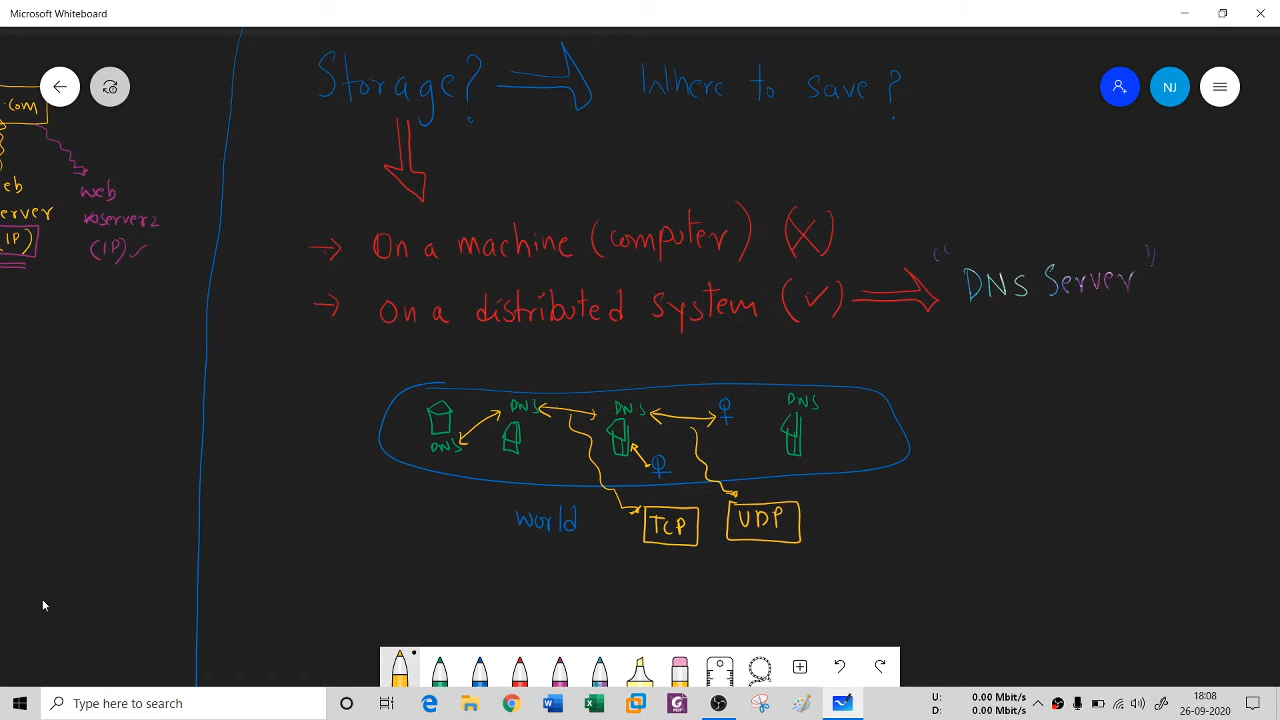 Microsoft Whiteboard
NJ
.com
eb
erver
(IP)
web
server2
(IP) ✓
Storage? ⇒ Where to save?
→ On a machine (computer) (X)
→ On a distributed system (✓) ⇒ "DNS Server"
DNS
DNS
DNS
DNS
world
TCP
UDP
Type here to search
U: 0.00 Mbit/s
D: 0.00 Mbit/s
18:08
26-09-2020